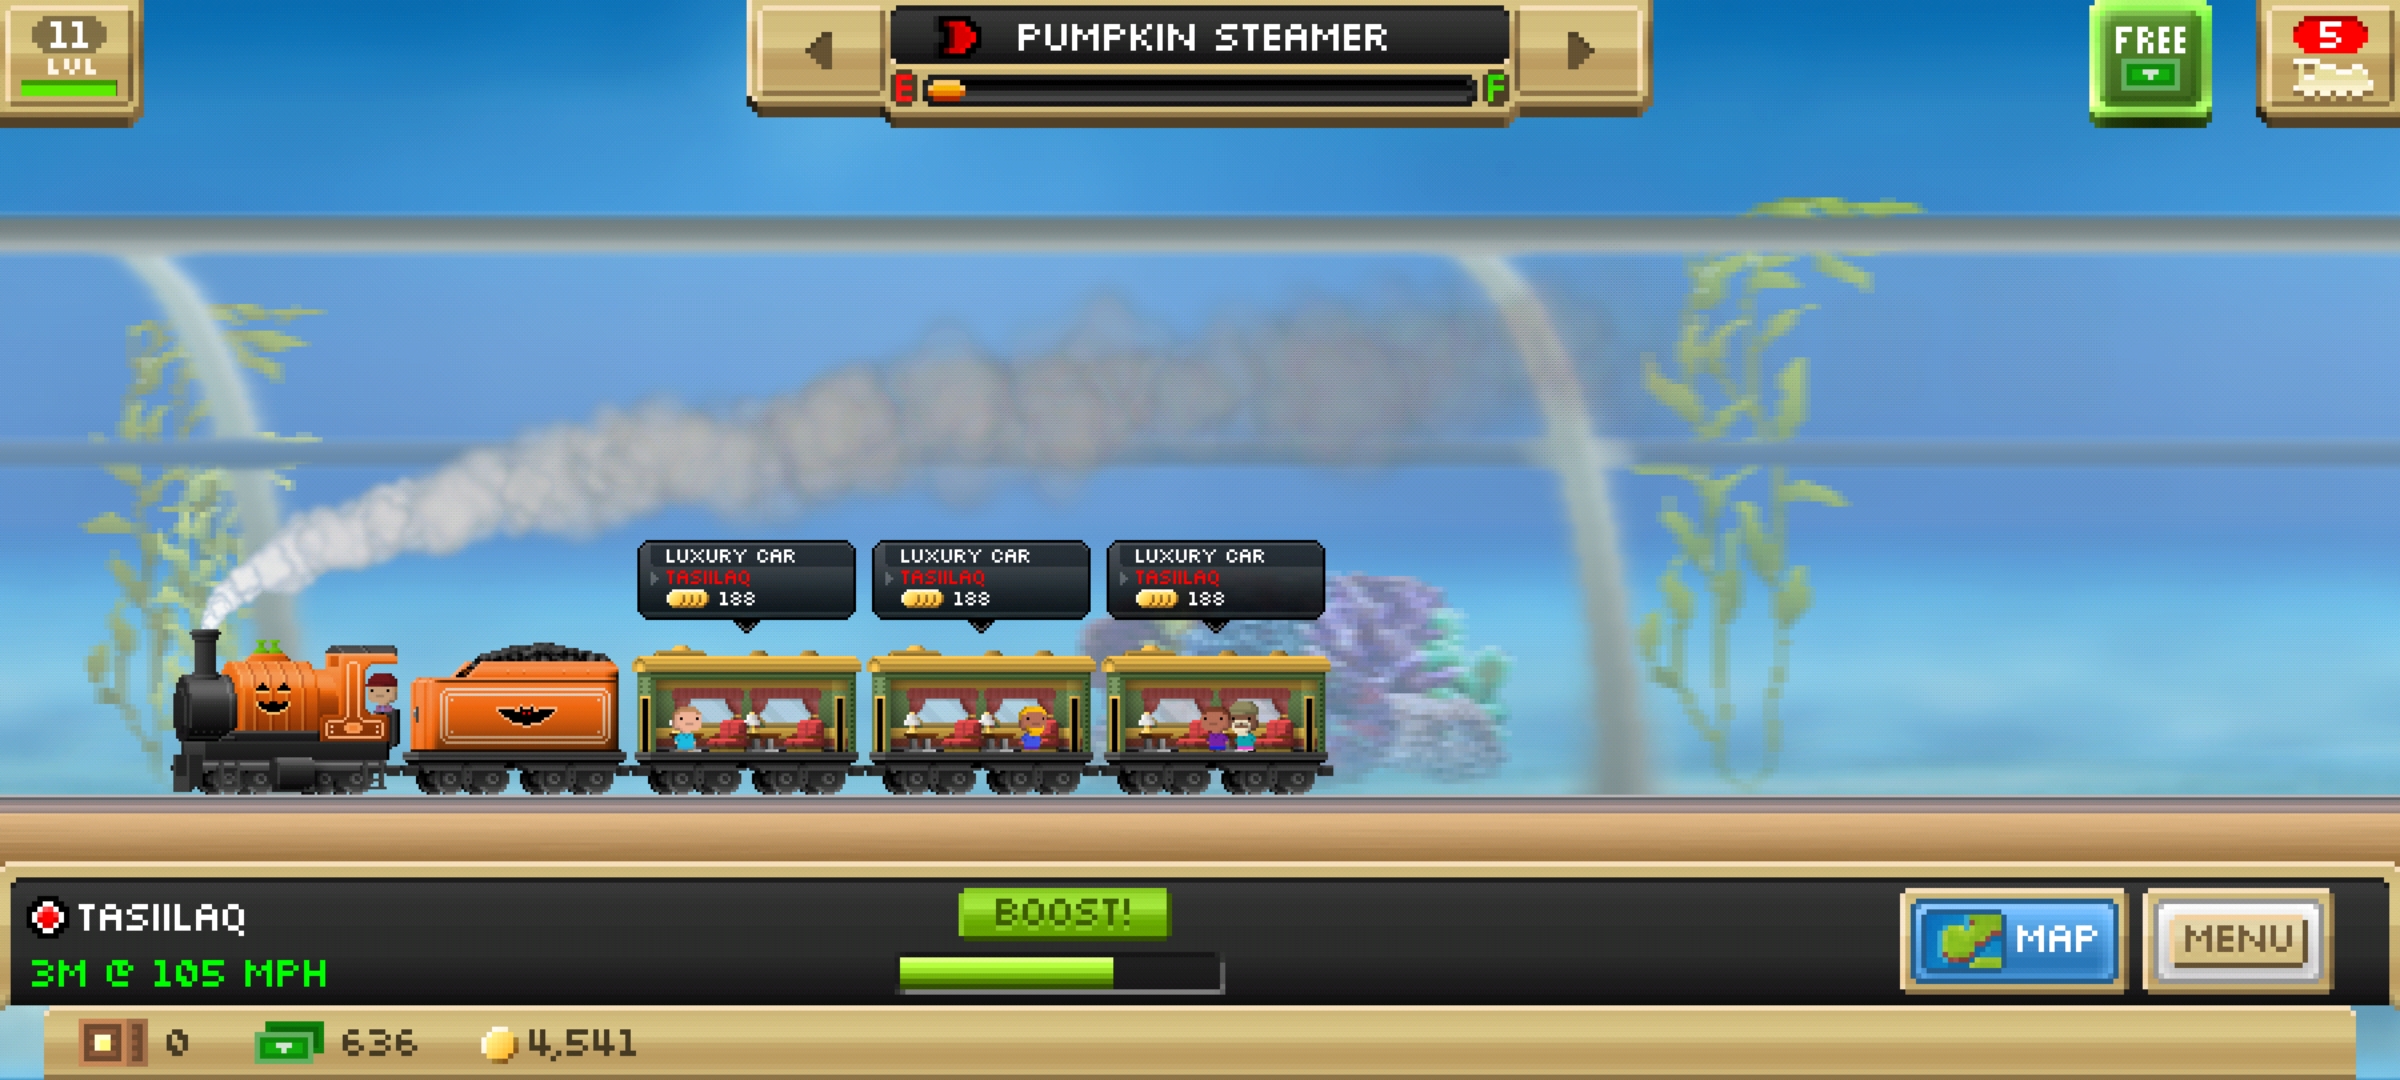 11
LVL
PUMPKIN STEAMER
E
F
FREE
5
LUXURY CAR
TASIILAQ
188
LUXURY CAR
TASIILAQ
188
LUXURY CAR
TASIILAQ
188
TASIILAQ
3M @ 105 MPH
BOOST!
MAP
MENU
0
636
4,541